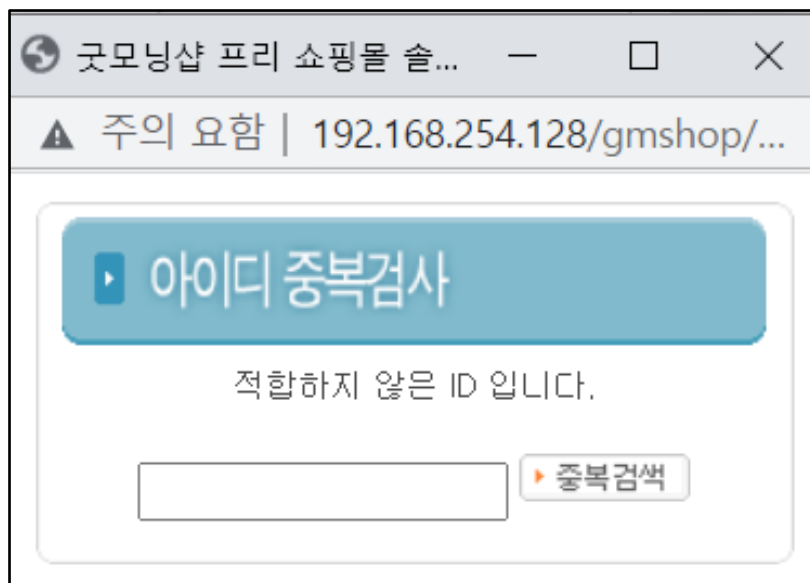 굿모닝샵 프리 쇼핑몰 솔...
주의 요함 | 192.168.254.128/gmshop/...
아이디 중복검사
적합하지 않은 ID 입니다.
중복검색